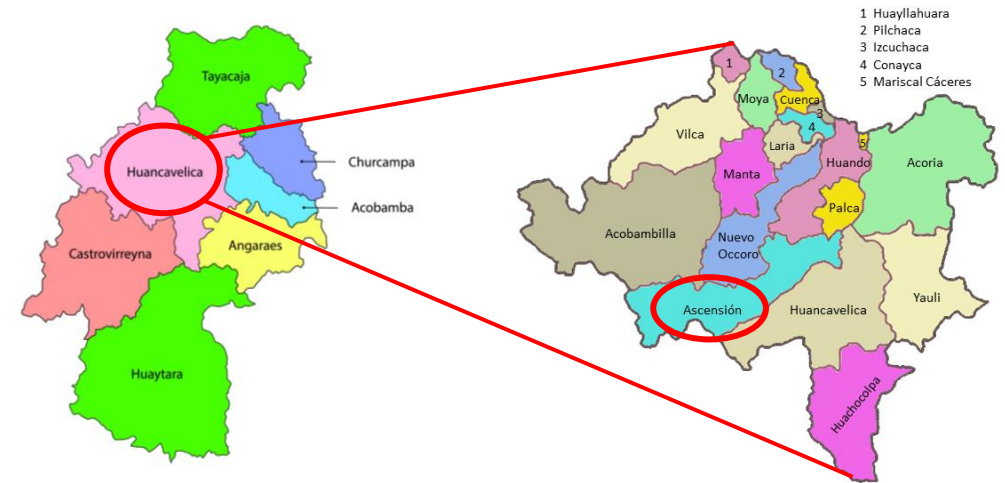 Tayacaja
Huancavelica
Churcampa
Acobamba
Castrovirreyna
Angaraes
Huaytara
1 Huayllahuara
2 Pilchaca
3 Izcuchaca
4 Conayca
5 Mariscal Cáceres
1
2
Moya
Cuenca
3
4
5
Vilca
Laria
Huando
Acoria
Manta
Palca
Acobambilla
Nuevo
Occoro
Ascensión
Huancavelica
Yauli
Huachocolpa